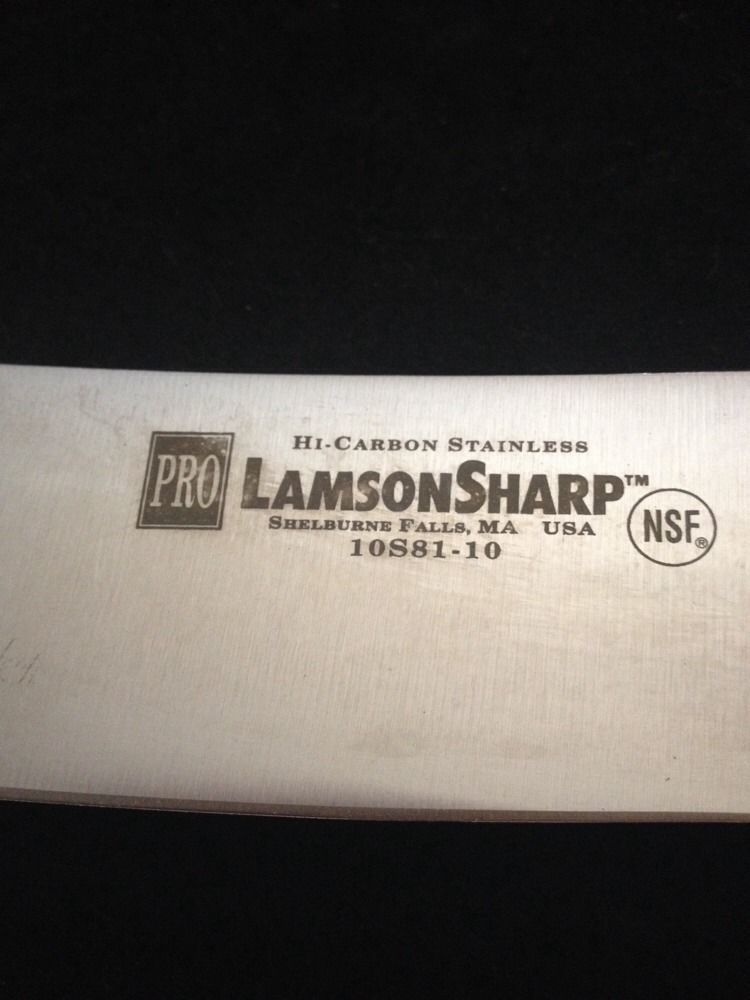 HI-CARBON STAINLESS
PRO
LAMSONSHARP™
SHELBURNE FALLS, MA USA
NSF®
10S81-10